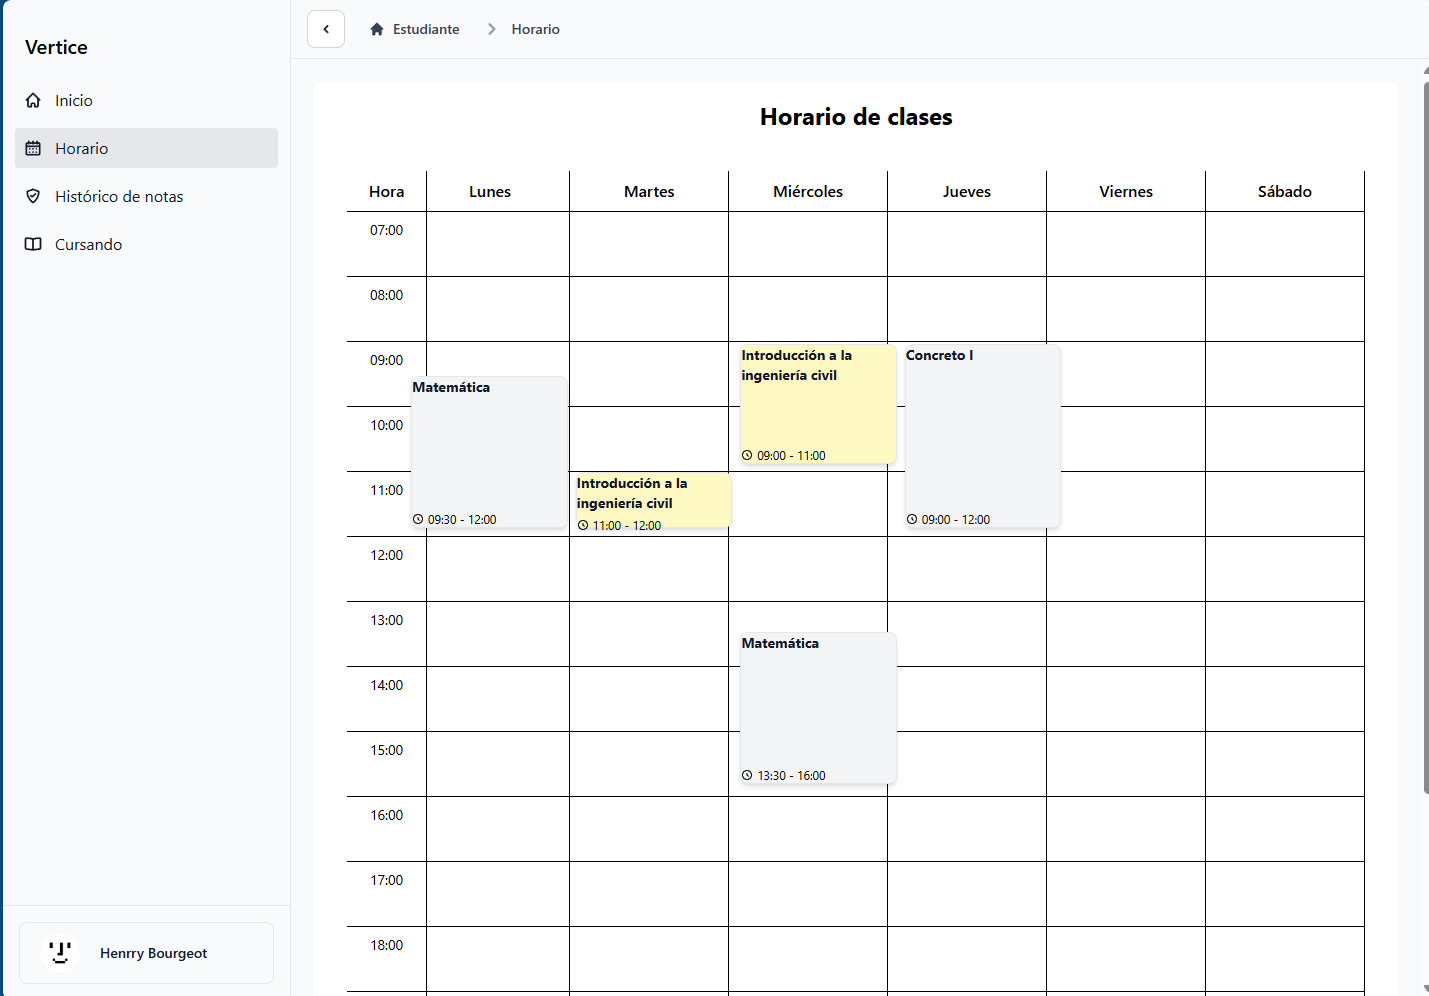 Vertice
Inicio
Horario
Histórico de notas
Cursando
Henrry Bourgeot
Estudiante
Horario
Horario de clases
Hora Lunes Martes Miércoles Jueves Viernes Sábado
07:00
08:00
09:00
10:00
11:00
12:00
13:00
14:00
15:00
16:00
17:00
18:00
Matemática
09:30 - 12:00
Introducción a la
ingeniería civil
11:00 - 12:00
Introducción a la
ingeniería civil
09:00 - 11:00
Matemática
13:30 - 16:00
Concreto I
09:00 - 12:00